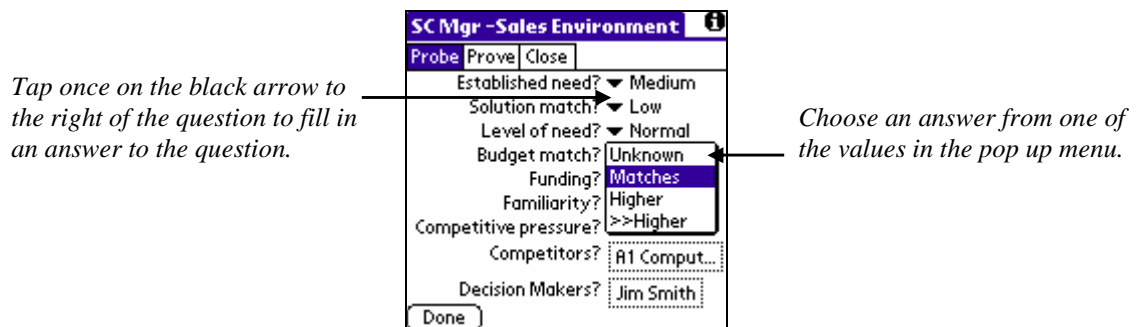 SC Mgr -Sales Environment
Probe Prove Close
Established need? Medium
Solution match? Low
Level of need? Normal
Budget match? Unknown
Funding? Matches
Familiarity? Higher
Competitive pressure? >>Higher
Competitors? A1 Comput...
Decision Makers? Jim Smith
Done
Tap once on the black arrow to
the right of the question to fill in
an answer to the question.
Choose an answer from one of
the values in the pop up menu.